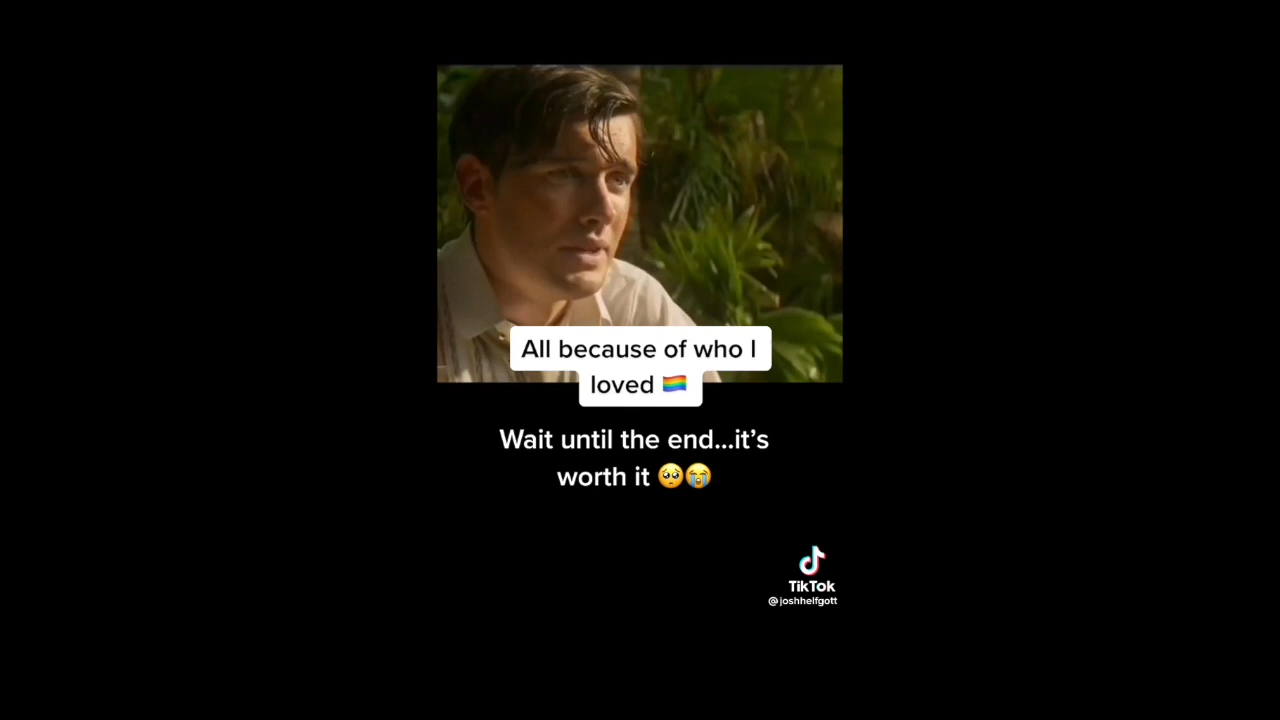 All because of who I
loved 🏳️‍🌈
Wait until the end...it's
worth it 🥺😭
TikTok
@joshhelfgott